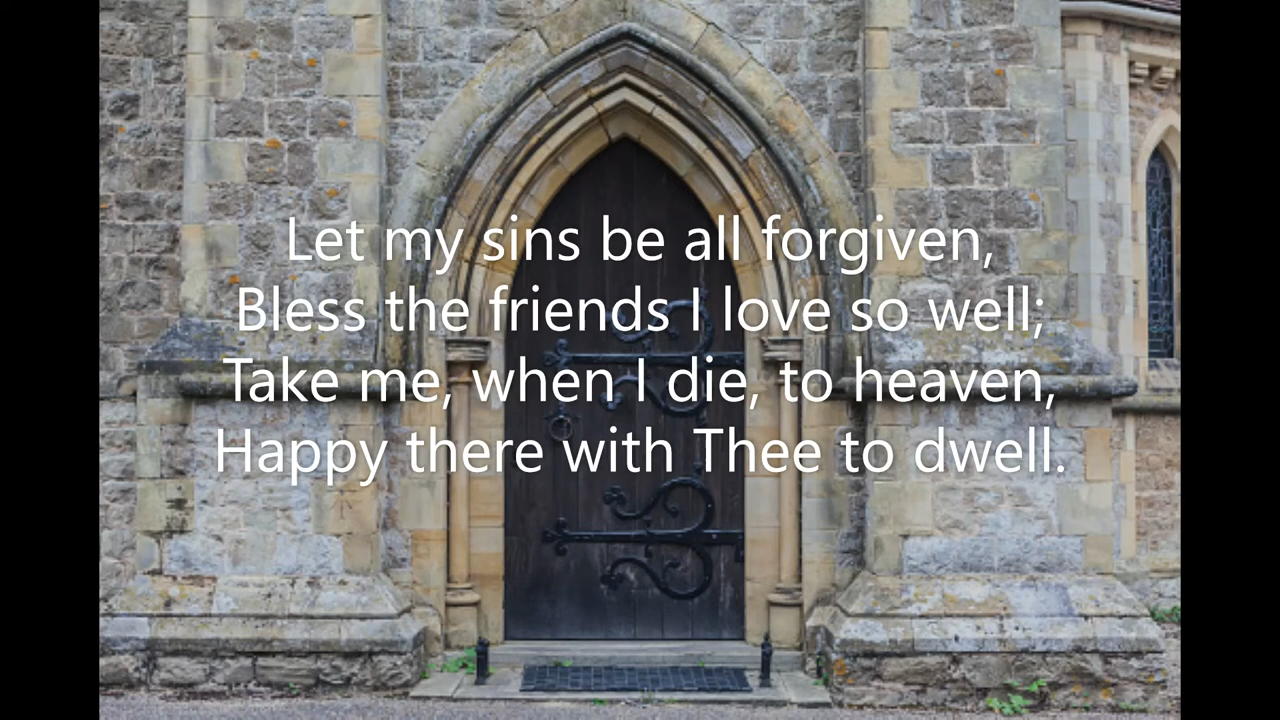 Let my sins be all forgiven,
Bless the friends I love so well;
Take me, when I die, to heaven,
Happy there with Thee to dwell.